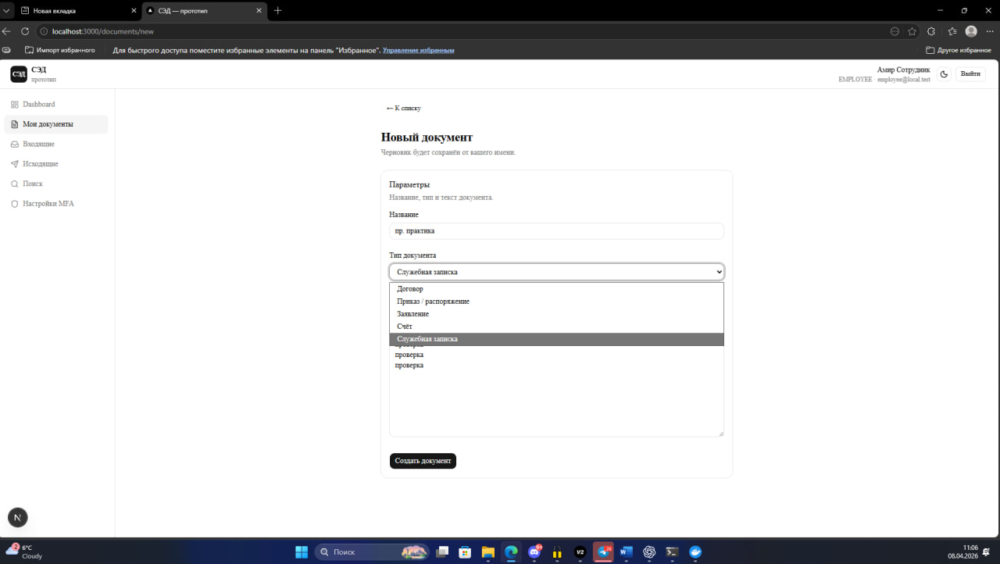 Новая вкладка
СЭД — прототип
localhost:3000/documents/new
Импорт избранного
Для быстрого доступа поместите избранные элементы на панель "Избранное". Управление избранным
Другое избранное
СЭД
СЭД
прототип
Амир Сотрудник
EMPLOYEE · employee@local.test
Выйти
Dashboard
Мои документы
Входящие
Исходящие
Поиск
Настройки MFA
← К списку
Новый документ
Черновик будет сохранён от вашего имени.
Параметры
Название, тип и текст документа.
Название
пр. практика
Тип документа
Служебная записка
Договор
Приказ / распоряжение
Заявление
Счёт
Служебная записка
проверка
проверка
Создать документ
N
2
6°C
Cloudy
Поиск
V2
11:06
08.04.2026